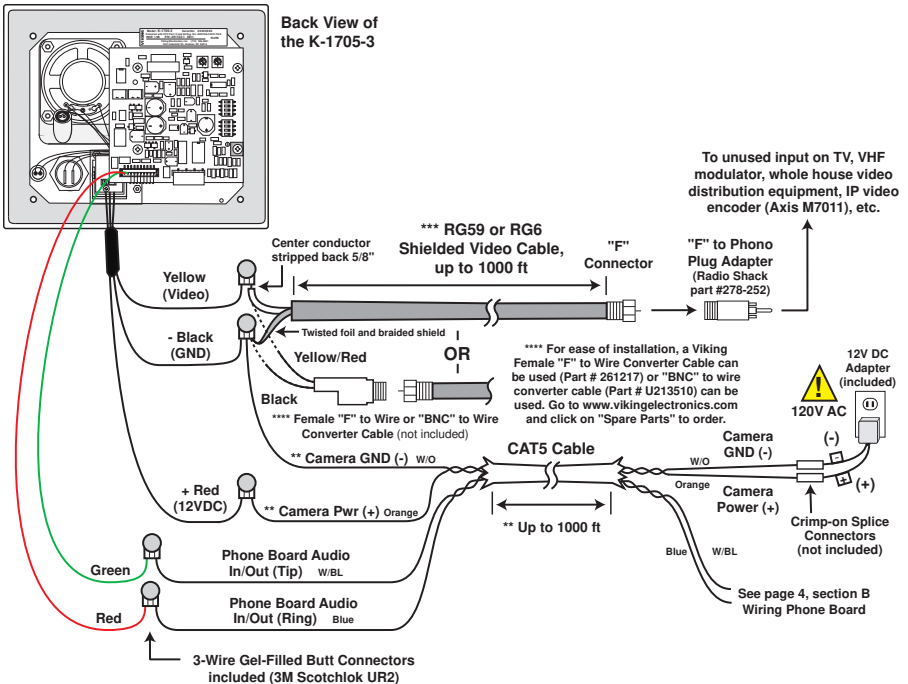 Back View of
the K-1705-3
To unused input on TV, VHF
modulator, whole house video
distribution equipment, IP video
encoder (Axis M7011), etc.
*** RG59 or RG6
Shielded Video Cable,
up to 1000 ft
"F"
Connector
"F" to Phono
Plug Adapter
(Radio Shack
part #278-252)
Center conductor
stripped back 5/8"
Yellow
(Video)
- Black
(GND)
Twisted foil and braided shield
Yellow/Red
Black
OR
**** Female "F" to Wire or "BNC" to Wire
Converter Cable (not included)
**** For ease of installation, a Viking
Female "F" to Wire Converter Cable can
be used (Part # 261217) or "BNC" to wire
converter cable (Part # U213510) can be
used. Go to www.vikingelectronics.com
and click on "Spare Parts" to order.
12V DC
Adapter
(included)
!
120V AC
** Camera GND (-) W/O
CAT5 Cable
W/O
Camera
GND (-)
(-)
-
+ Red
(12VDC)
** Camera Pwr (+) Orange
** Up to 1000 ft
Orange
Camera
Power (+)
+
(+)
Crimp-on Splice
Connectors
(not included)
Green
Phone Board Audio
In/Out (Tip) W/BL
Blue
W/BL
Red
Phone Board Audio
In/Out (Ring) Blue
See page 4, section B
Wiring Phone Board
3-Wire Gel-Filled Butt Connectors
included (3M Scotchlok UR2)